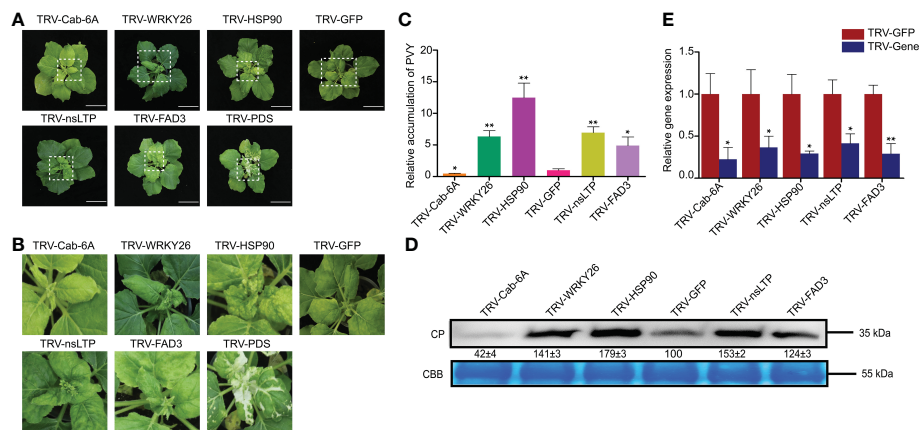 A
TRV-Cab-6A TRV-WRKY26 TRV-HSP90 TRV-GFP
TRV-nsLTP TRV-FAD3 TRV-PDS
B
TRV-Cab-6A TRV-WRKY26 TRV-HSP90 TRV-GFP
TRV-nsLTP TRV-FAD3 TRV-PDS
C
Relative accumulation of PVY
20
15
10
5
0
* ** ** ** *
TRV-Cab-6A TRV-WRKY26 TRV-HSP90 TRV-GFP TRV-nsLTP TRV-FAD3
E
TRV-GFP
TRV-Gene
Relative gene expression
1.5
1.0
0.5
0.0
* * * * **
TRV-Cab-6A TRV-WRKY26 TRV-HSP90 TRV-nsLTP TRV-FAD3
D
TRV-Cab-6A TRV-WRKY26 TRV-HSP90 TRV-GFP TRV-nsLTP TRV-FAD3
CP 35 kDa
42±4 141±3 179±3 100 153±2 124±3
CBB 55 kDa